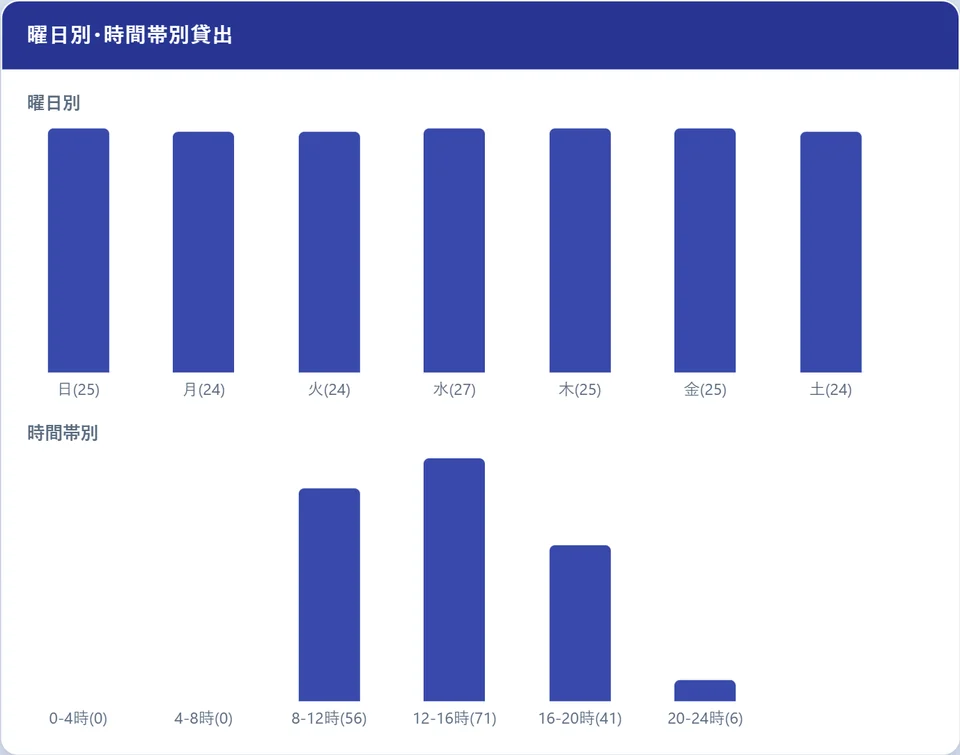 曜日別･時間帯別貸出
曜日別
日(25) 月(24) 火(24) 水(27) 木(25) 金(25) 土(24)
時間帯別
0-4時(0) 4-8時(0) 8-12時(56) 12-16時(71) 16-20時(41) 20-24時(6)